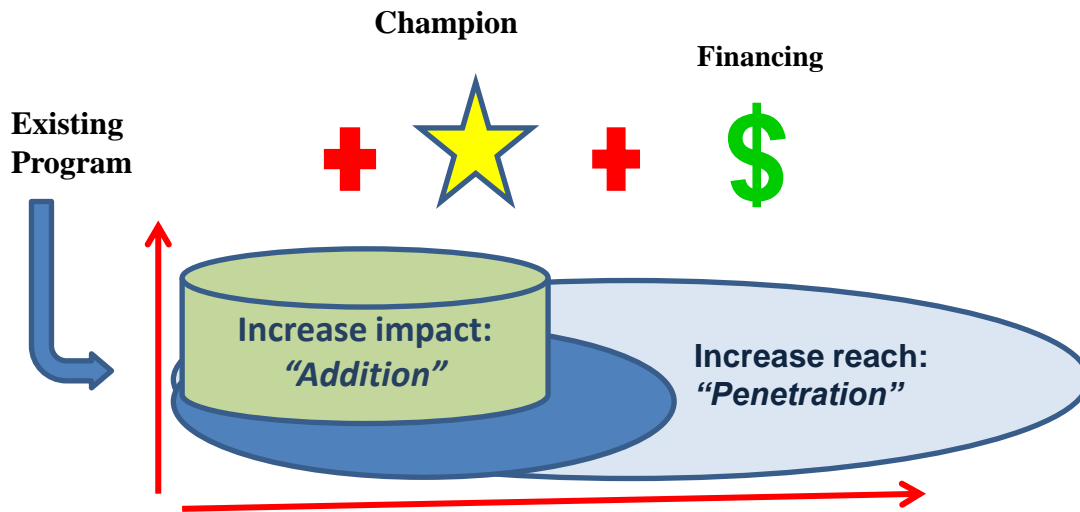 Champion
Financing
Existing
Program
$
Increase impact:
“Addition”
Increase reach:
“Penetration”